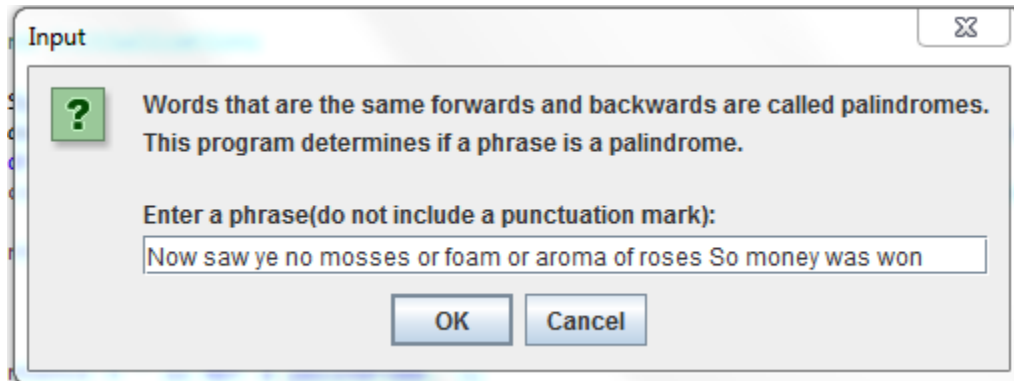 Input
?
Words that are the same forwards and backwards are called palindromes.
This program determines if a phrase is a palindrome.
Enter a phrase(do not include a punctuation mark):
Now saw ye no mosses or foam or aroma of roses So money was won
OK
Cancel